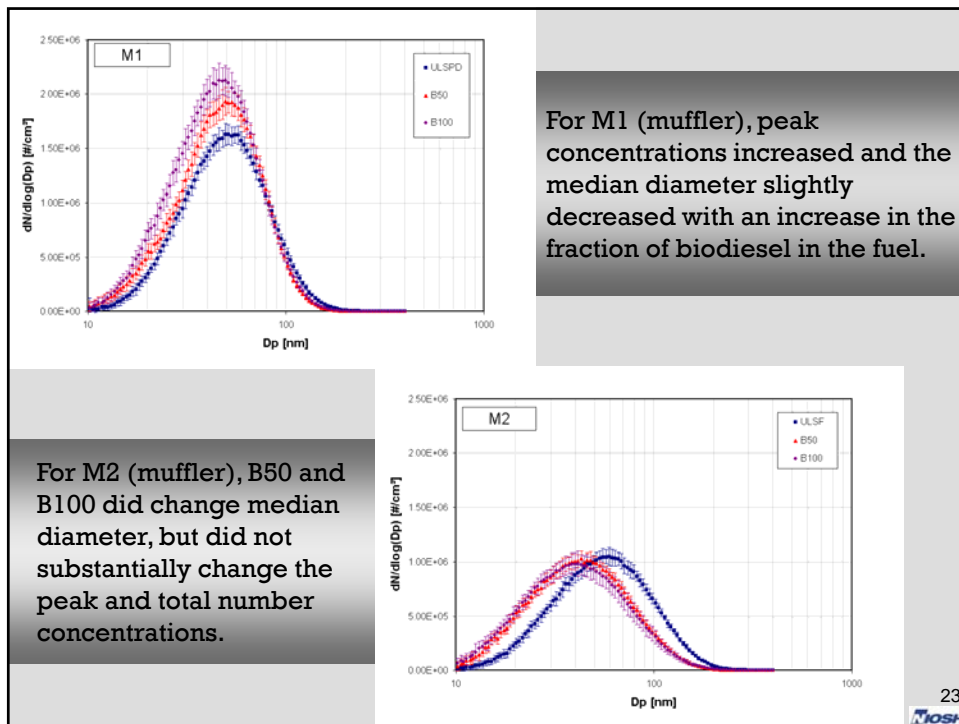 M1
ULSPD
B50
B100
2.50E+06
2.00E+06
1.50E+06
1.00E+06
5.00E+05
0.00E+00
dN/dlog(Dp) [#/cm³]
10
100
1000
Dp [nm]
For M1 (muffler), peak
concentrations increased and the
median diameter slightly
decreased with an increase in the
fraction of biodiesel in the fuel.
For M2 (muffler), B50 and
B100 did change median
diameter, but did not
substantially change the
peak and total number
concentrations.
M2
ULSF
B50
B100
2.50E+06
2.00E+06
1.50E+06
1.00E+06
5.00E+05
0.00E+00
dN/dlog(Dp) [#/cm³]
10
100
1000
Dp [nm]
23
NIOSH